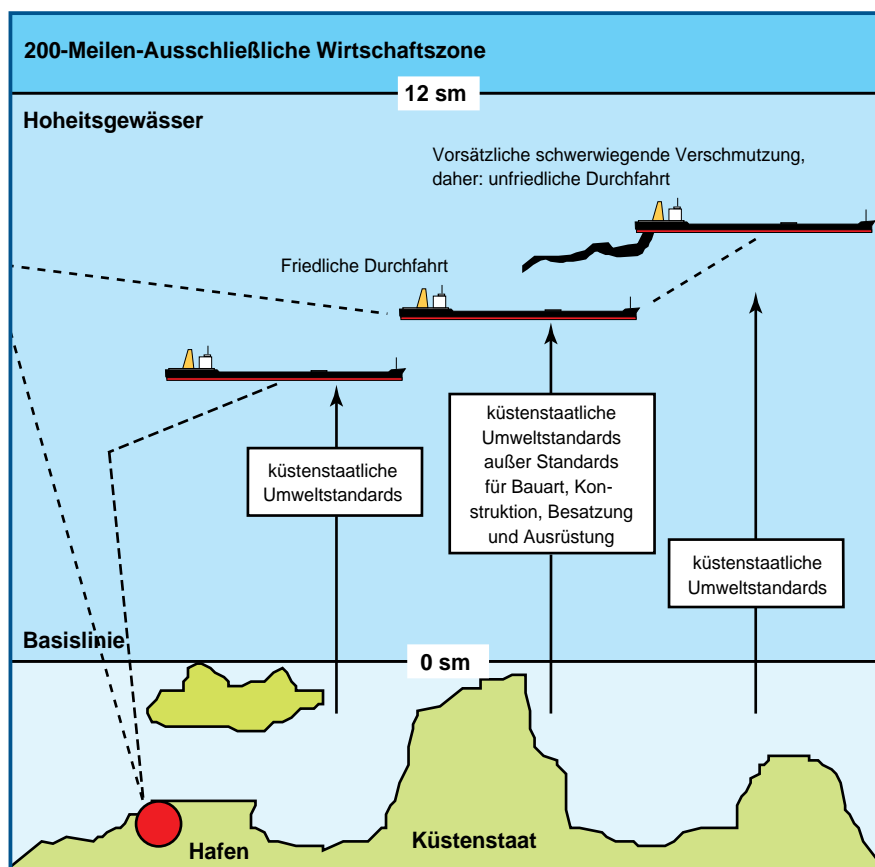 200-Meilen-Ausschließliche Wirtschaftszone
12 sm
Hoheitsgewässer
Vorsätzliche schwerwiegende Verschmutzung,
daher: unfriedliche Durchfahrt
Friedliche Durchfahrt
küstenstaatliche
Umweltstandards
küstenstaatliche
Umweltstandards
außer Standards
für Bauart, Kon-
struktion, Besatzung
und Ausrüstung
küstenstaatliche
Umweltstandards
Basislinie
0 sm
Hafen
Küstenstaat